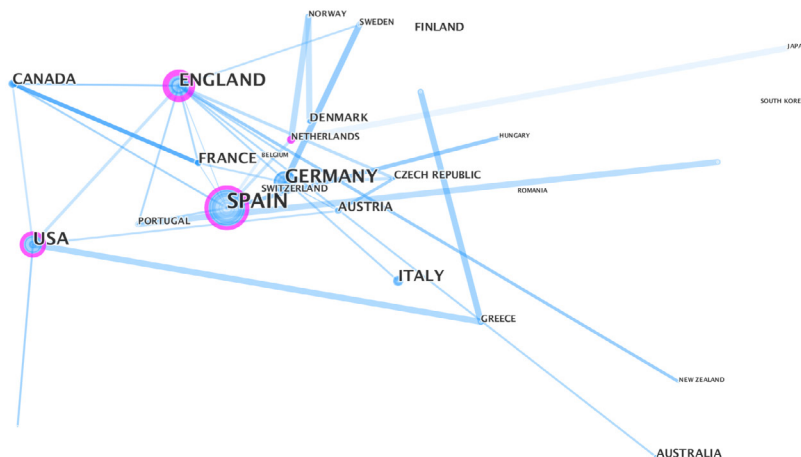 NORWAY
SWEDEN
FINLAND
JAPA
CANADA
ENGLAND
SOUTH KORE
DENMARK
NETHERLANDS
HUNGARY
FRANCE
BELGIUM
GERMANY
CZECH REPUBLIC
SWITZERLAND
ROMANIA
SPAIN
AUSTRIA
PORTUGAL
USA
ITALY
GREECE
NEW ZEALAND
AUSTRALIA